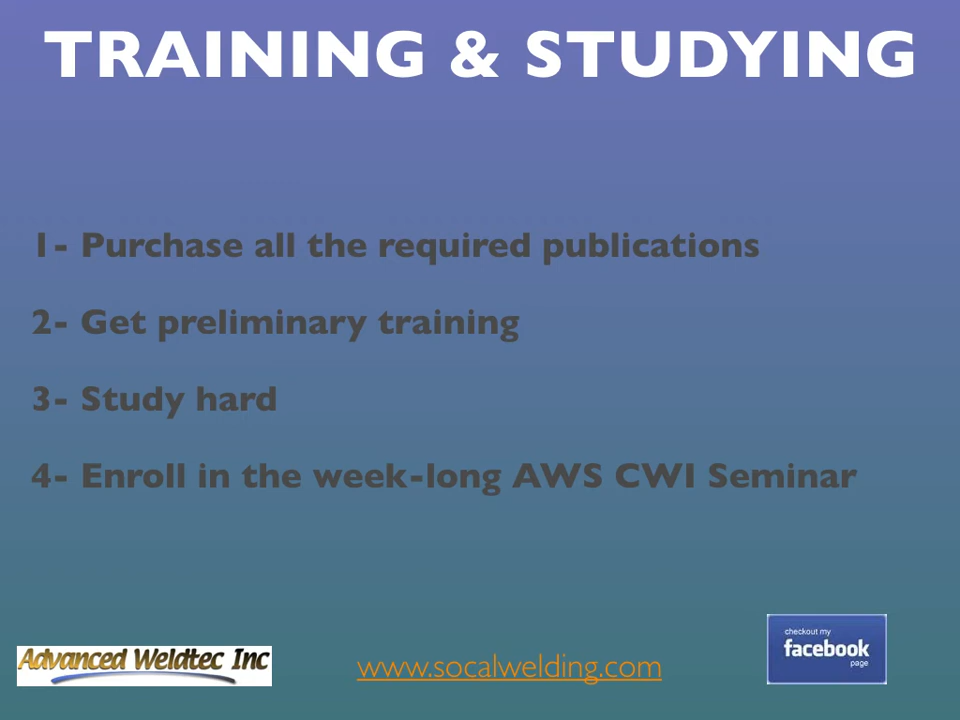 TRAINING & STUDYING
1- Purchase all the required publications
2- Get preliminary training
3- Study hard
4- Enroll in the week-long AWS CWI Seminar
Advanced Weldtec Inc
www.socalwelding.com
checkout my
facebook
page